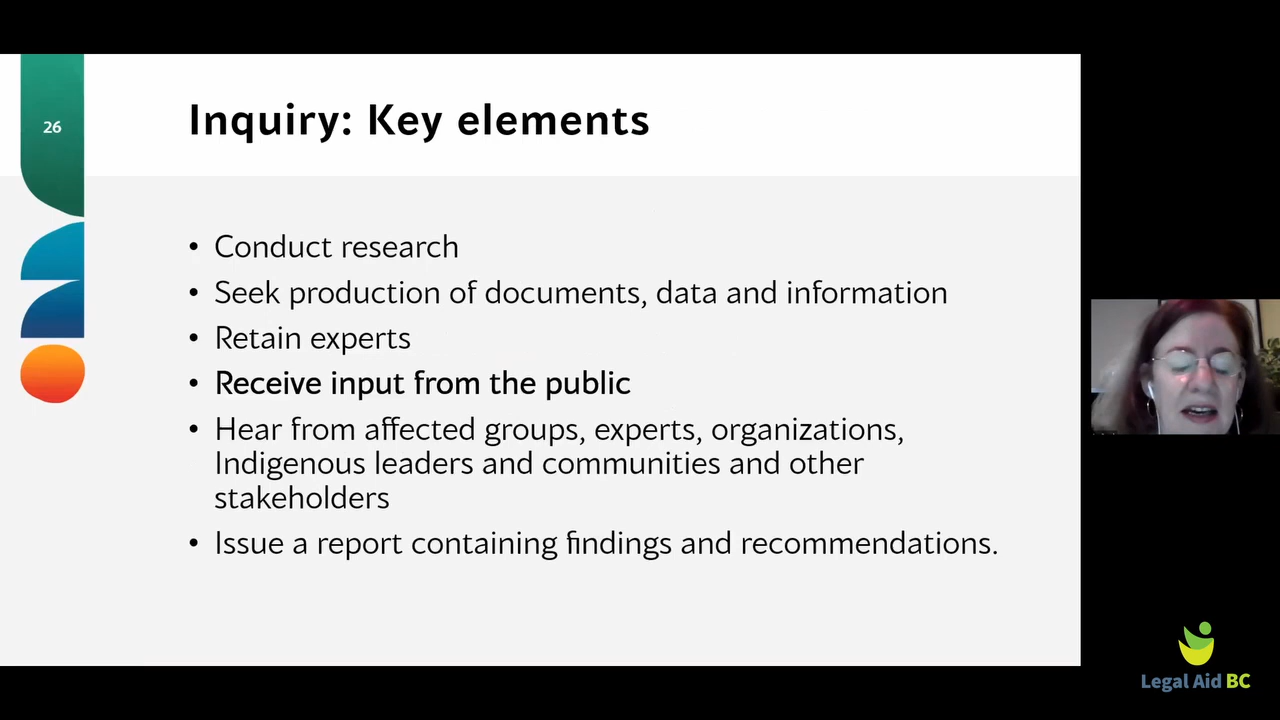 26
Inquiry: Key elements
• Conduct research
• Seek production of documents, data and information
• Retain experts
• Receive input from the public
• Hear from affected groups, experts, organizations,
Indigenous leaders and communities and other
stakeholders
• Issue a report containing findings and recommendations.
Legal Aid BC